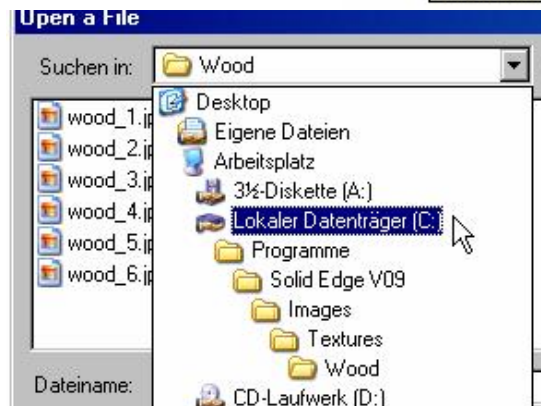 Open a File
Suchen in: Wood
wood_1.jp
wood_2.jp
wood_3.jp
wood_4.jp
wood_5.jp
wood_6.jp
Desktop
Eigene Dateien
Arbeitsplatz
3½-Diskette (A:)
Lokaler Datenträger (C:)
Programme
Solid Edge V09
Images
Textures
Wood
Dateiname:
CD-Laufwerk (D:)